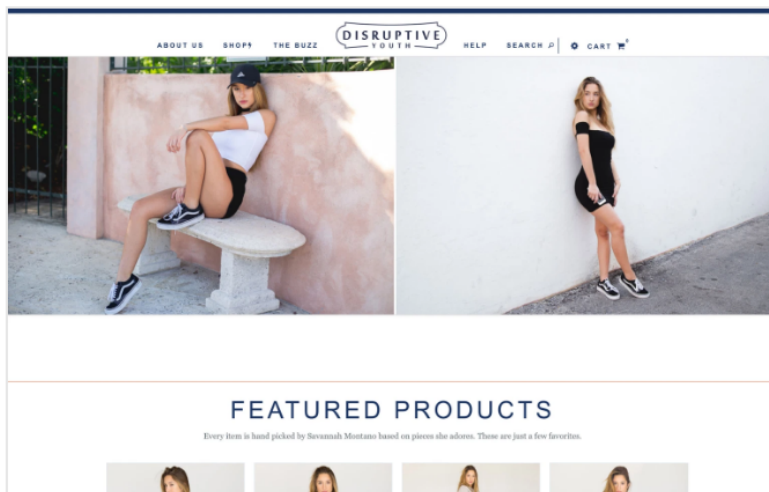 ABOUT US SHOP THE BUZZ DISRUPTIVE YOUTH HELP SEARCH CART
FEATURED PRODUCTS
Every item is hand picked by Savannah Montano based on pieces she adores. These are just a few favorites.